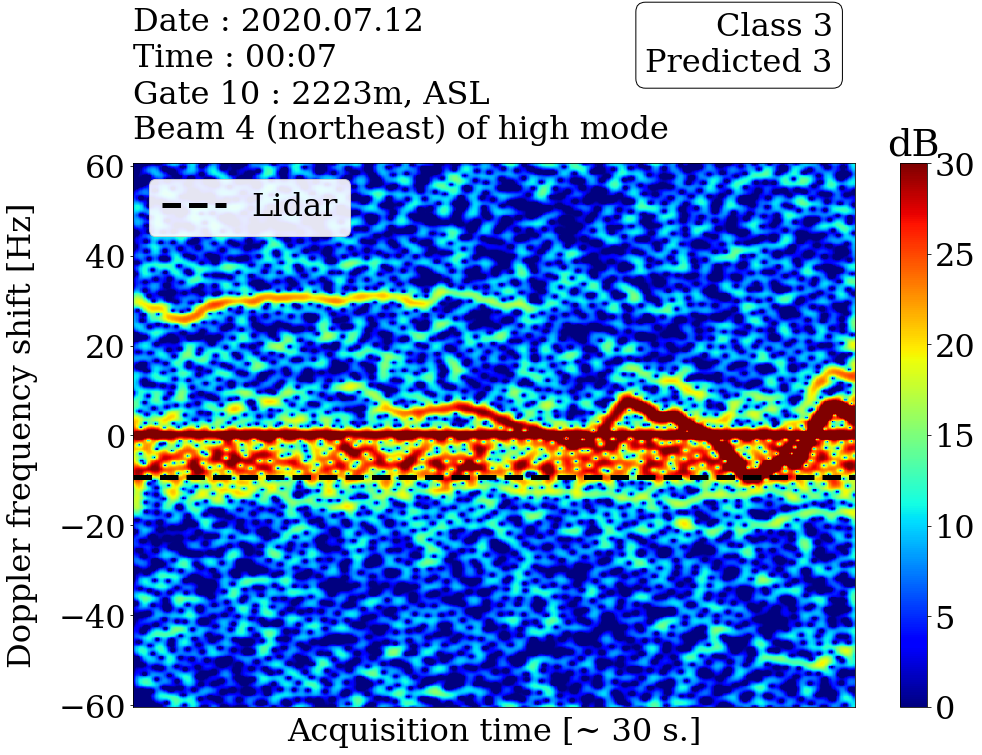 Date : 2020.07.12
Time : 00:07
Gate 10 : 2223m, ASL
Beam 4 (northeast) of high mode
Class 3
Predicted 3
dB
Lidar
60
40
20
0
−20
−40
−60
Doppler frequency shift [Hz]
Acquisition time [~ 30 s.]
30
25
20
15
10
5
0